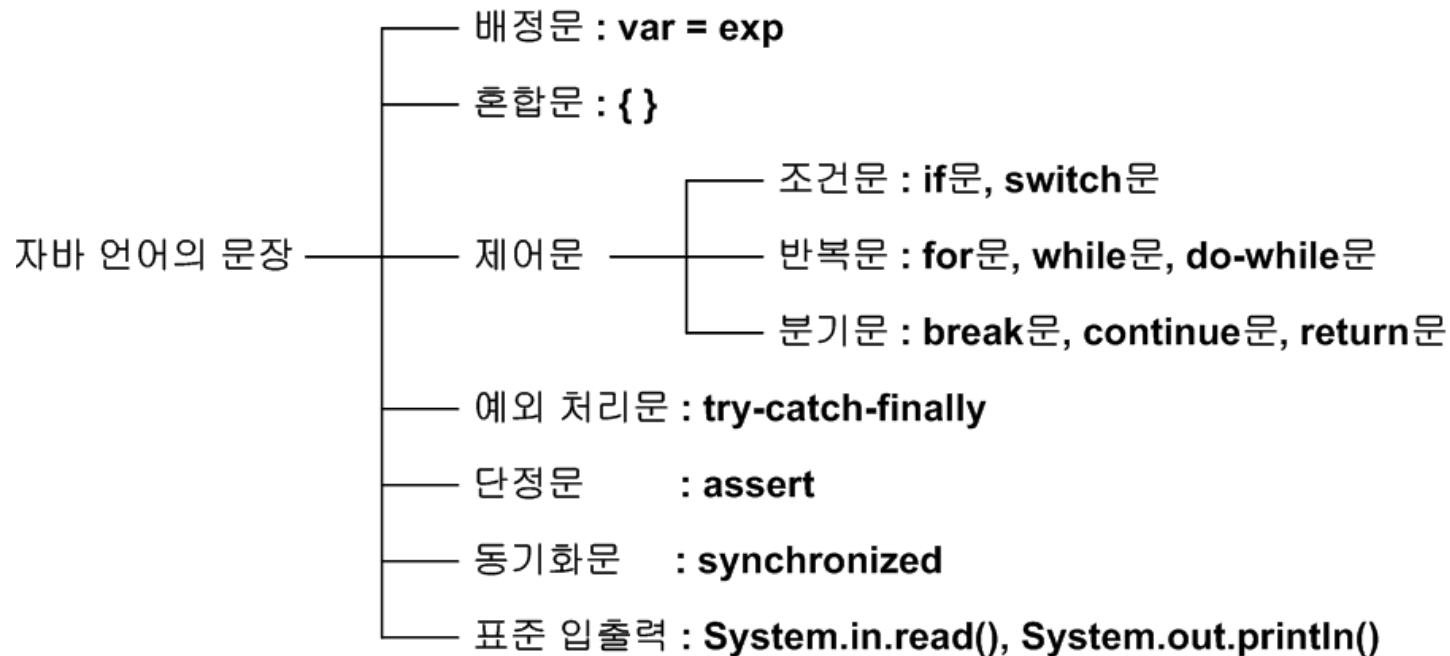 배정문 : var = exp
혼합문 : { }
조건문 : if문, switch문
자바 언어의 문장
제어문
반복문 : for문, while문, do-while문
분기문 : break문, continue문, return문
예외 처리문 : try-catch-finally
단정문 : assert
동기화문 : synchronized
표준 입출력 : System.in.read(), System.out.println()